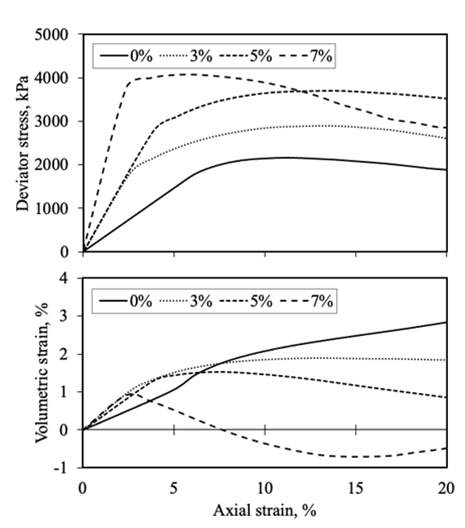 5000
4000
3000
2000
1000
0
Deviator stress, kPa
0% 3% 5% 7%
4
3
2
1
0
-1
Volumetric strain, %
0% 3% 5% 7%
0 5 10 15 20
Axial strain, %